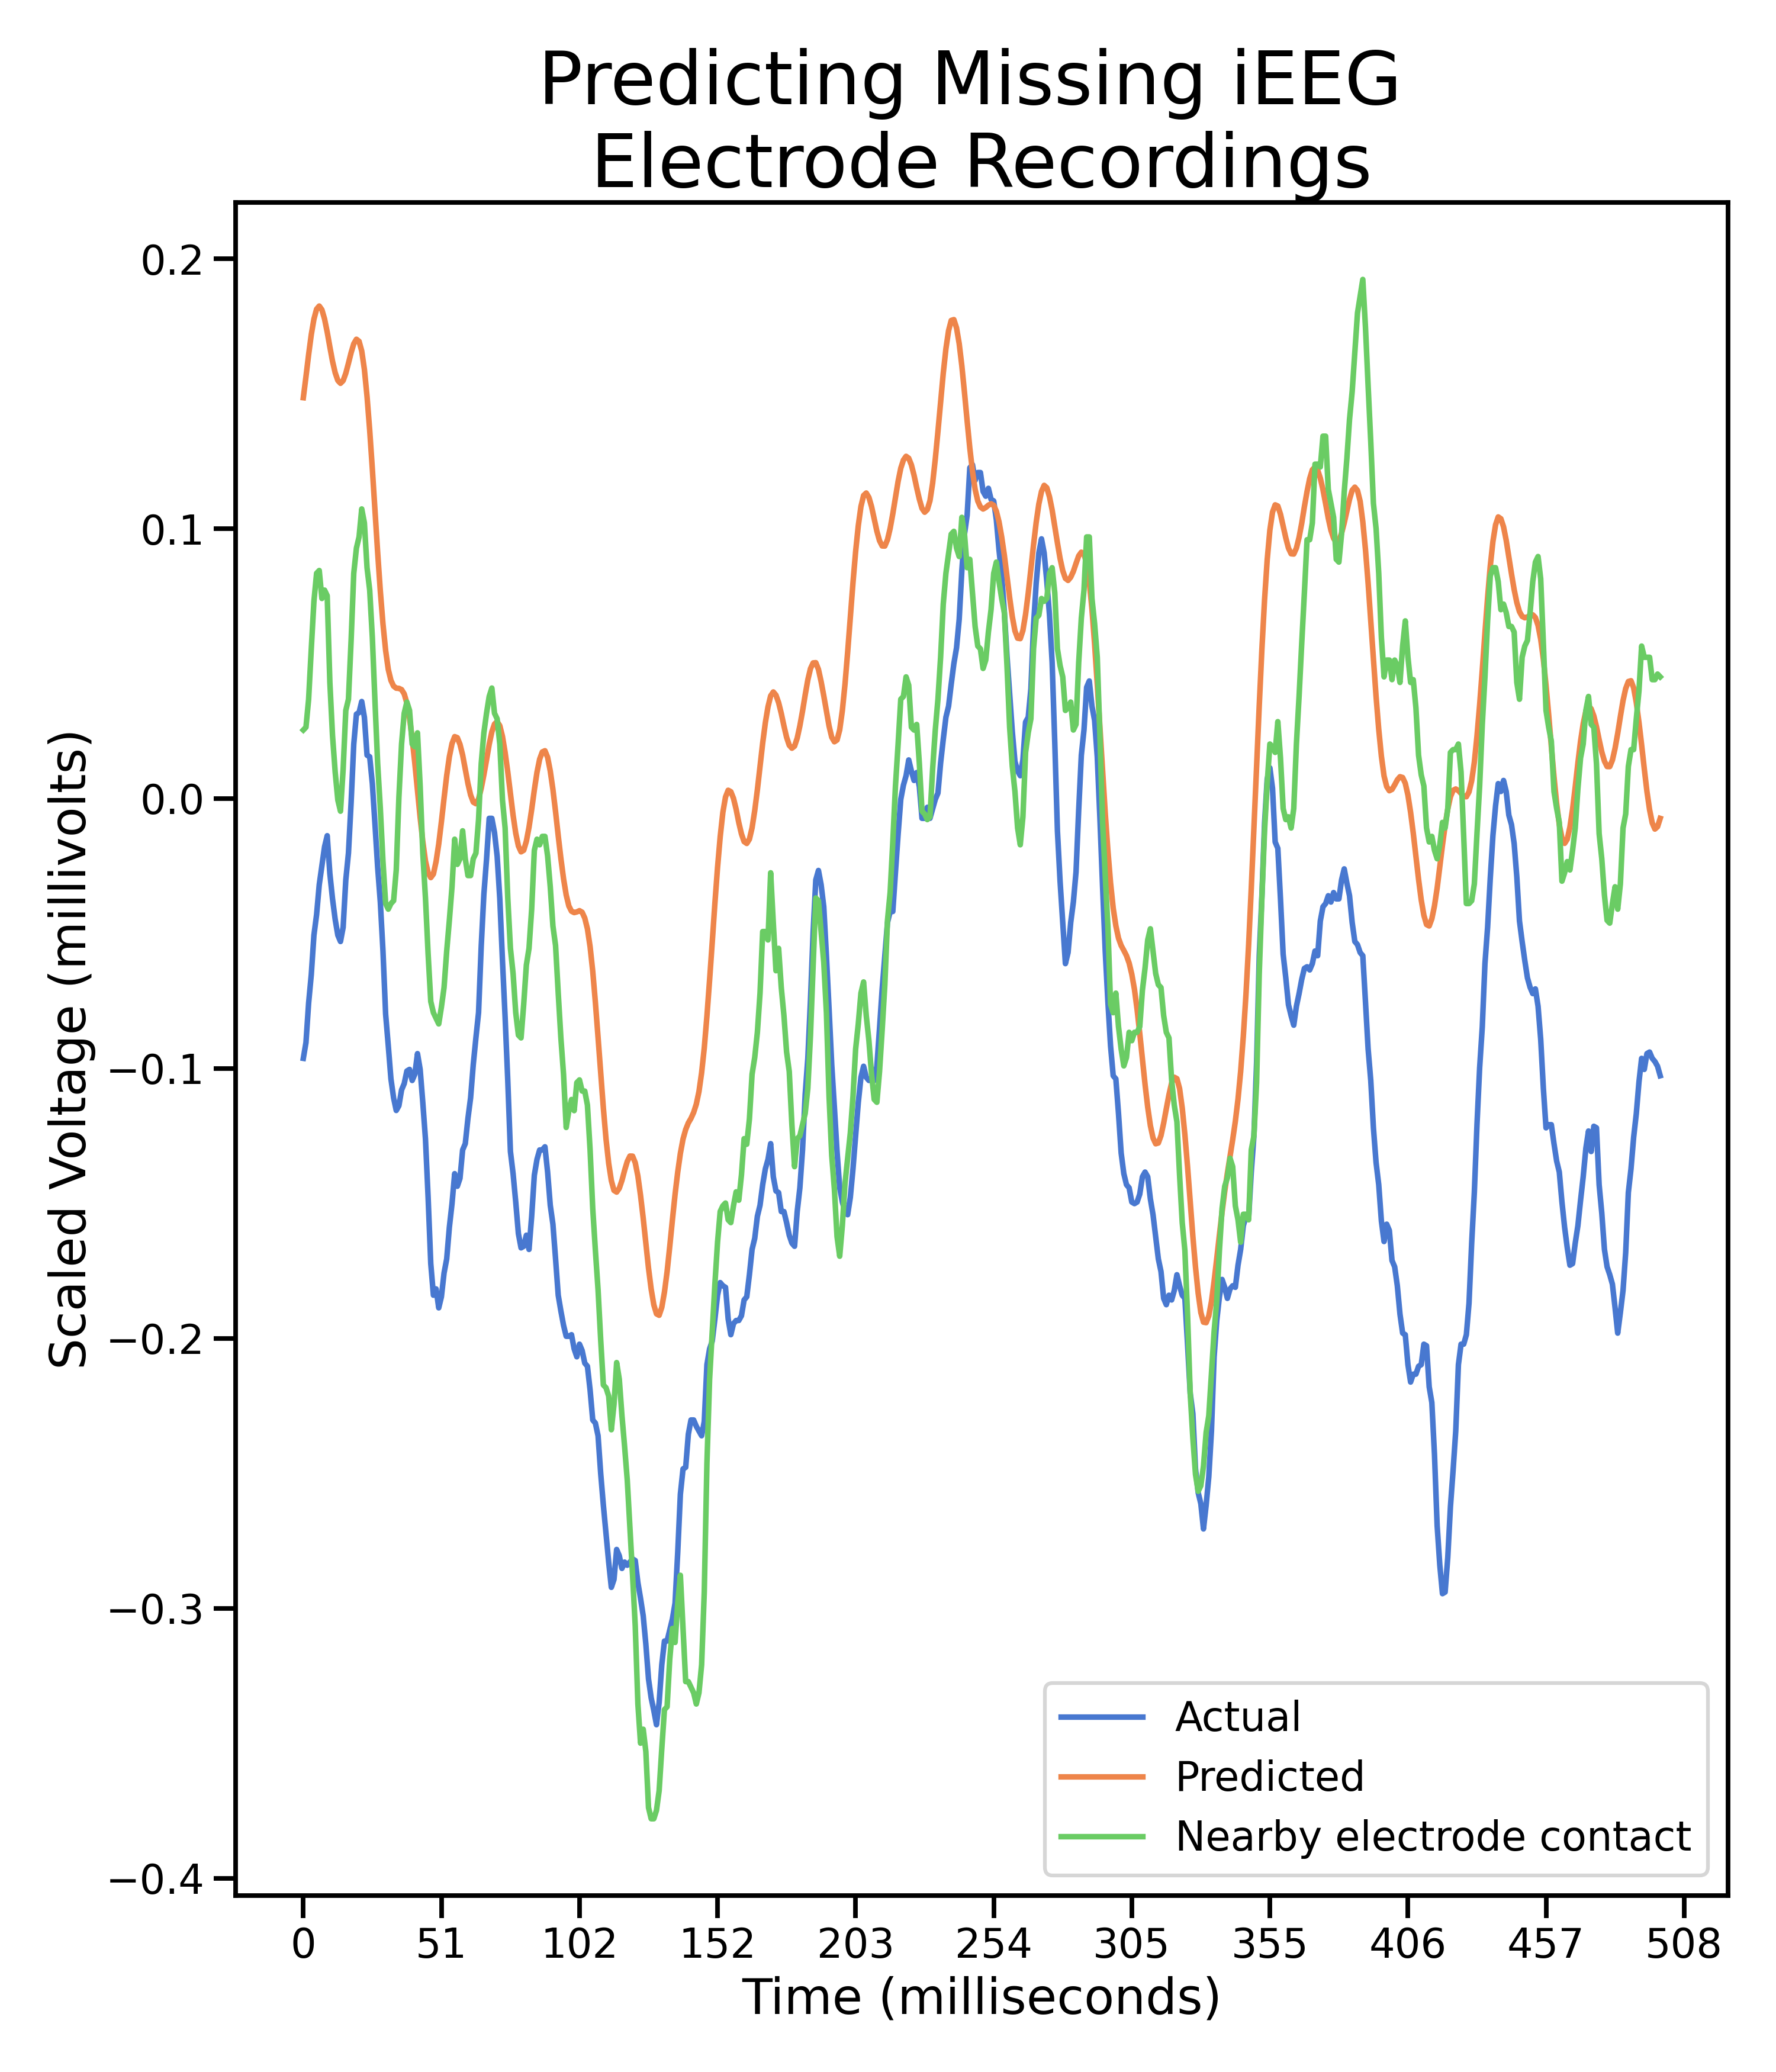 Predicting Missing iEEG
Electrode Recordings
Scaled Voltage (millivolts)
0.2
0.1
0.0
−0.1
−0.2
−0.3
−0.4
Actual
Predicted
Nearby electrode contact
0 51 102 152 203 254 305 355 406 457 508
Time (milliseconds)